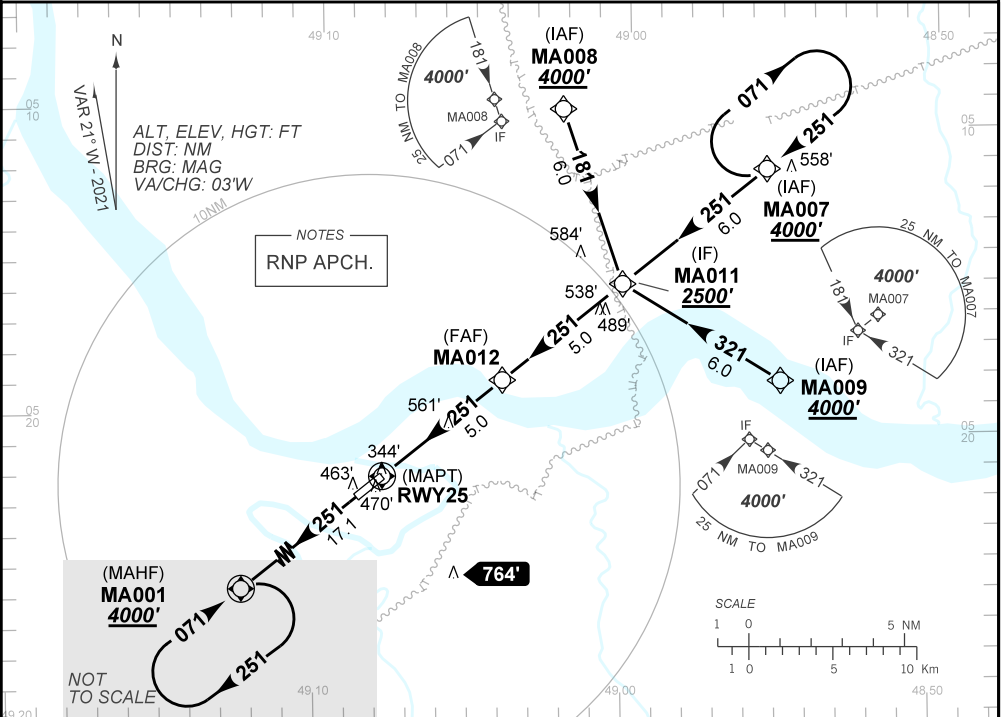 49 10
49 00
48 50
N
VAR 21° W - 2021
ALT, ELEV, HGT: FT
DIST: NM
BRG: MAG
VA/CHG: 03'W
05
10
05
10
10NM
NOTES
RNP APCH.
181
4000'
MA008
IF
071
25 NM TO MA008
(IAF)
MA008
4000'
181
6.0
071
251
558'
(IAF)
MA007
4000'
251
6.0
584'
(IF)
MA011
2500'
538'
489'
25 NM TO MA007
4000'
181
MA007
IF
321
251
5.0
321
6.0
(FAF)
MA012
(IAF)
MA009
4000'
05
20
05
20
561'
251
5.0
344'
463'
470'
(MAPT)
RWY25
IF
MA009
071
321
4000'
25 NM TO MA009
251
17.1
764'
(MAHF)
MA001
4000'
071
251
NOT
TO SCALE
SCALE
1 0 5 NM
1 0 5 10 Km
49 20
49 10
49 00
48 50